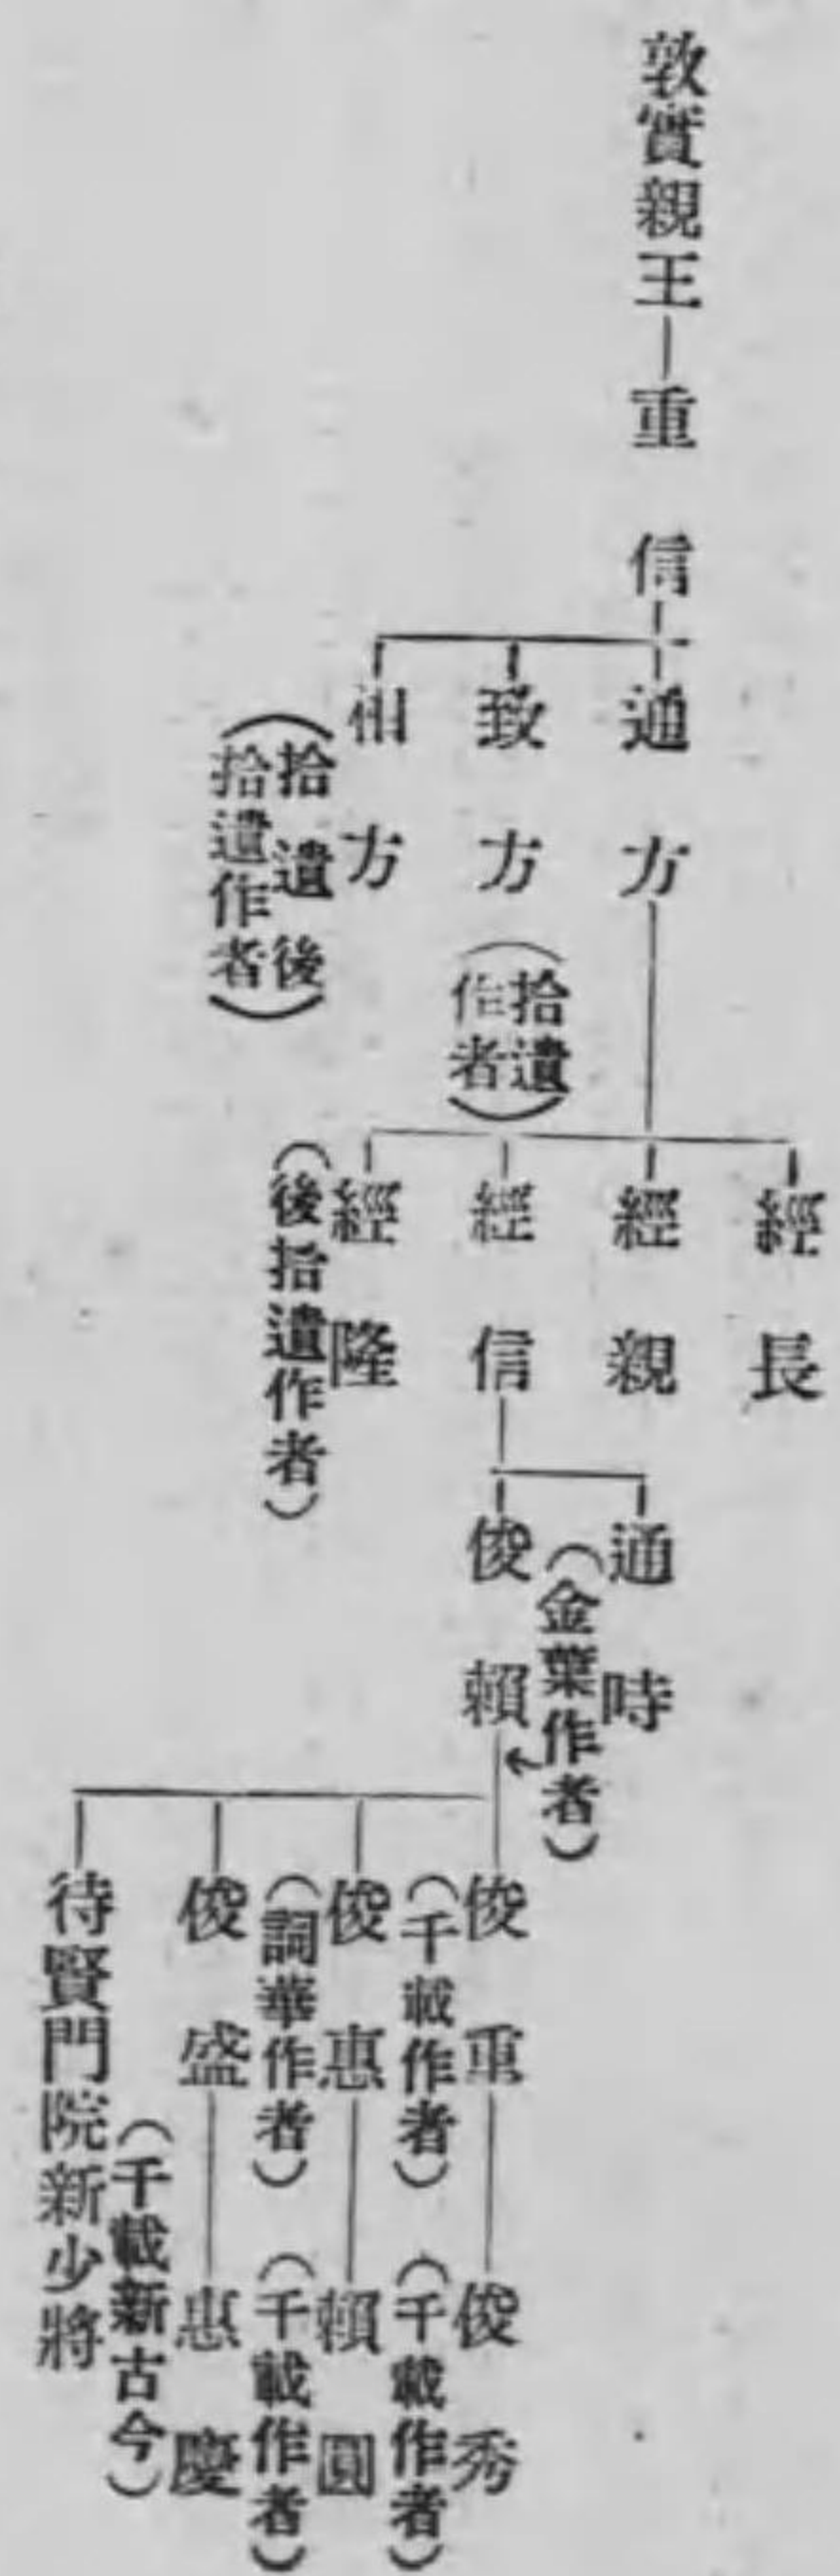 敦實親王
重信
通方
致方
(拾遺
作者)
相方
(拾遺後
拾遺作者)
經長
經親
經信
經隆
(後拾遺作者)
通時
(金葉作者)
俊賴
俊重
(千載作者)
俊秀
(千載作者)
俊惠
(詞華作者)
賴圓
(千載作者)
俊盛
惠慶
待賢門院新少將
(千載新古今)